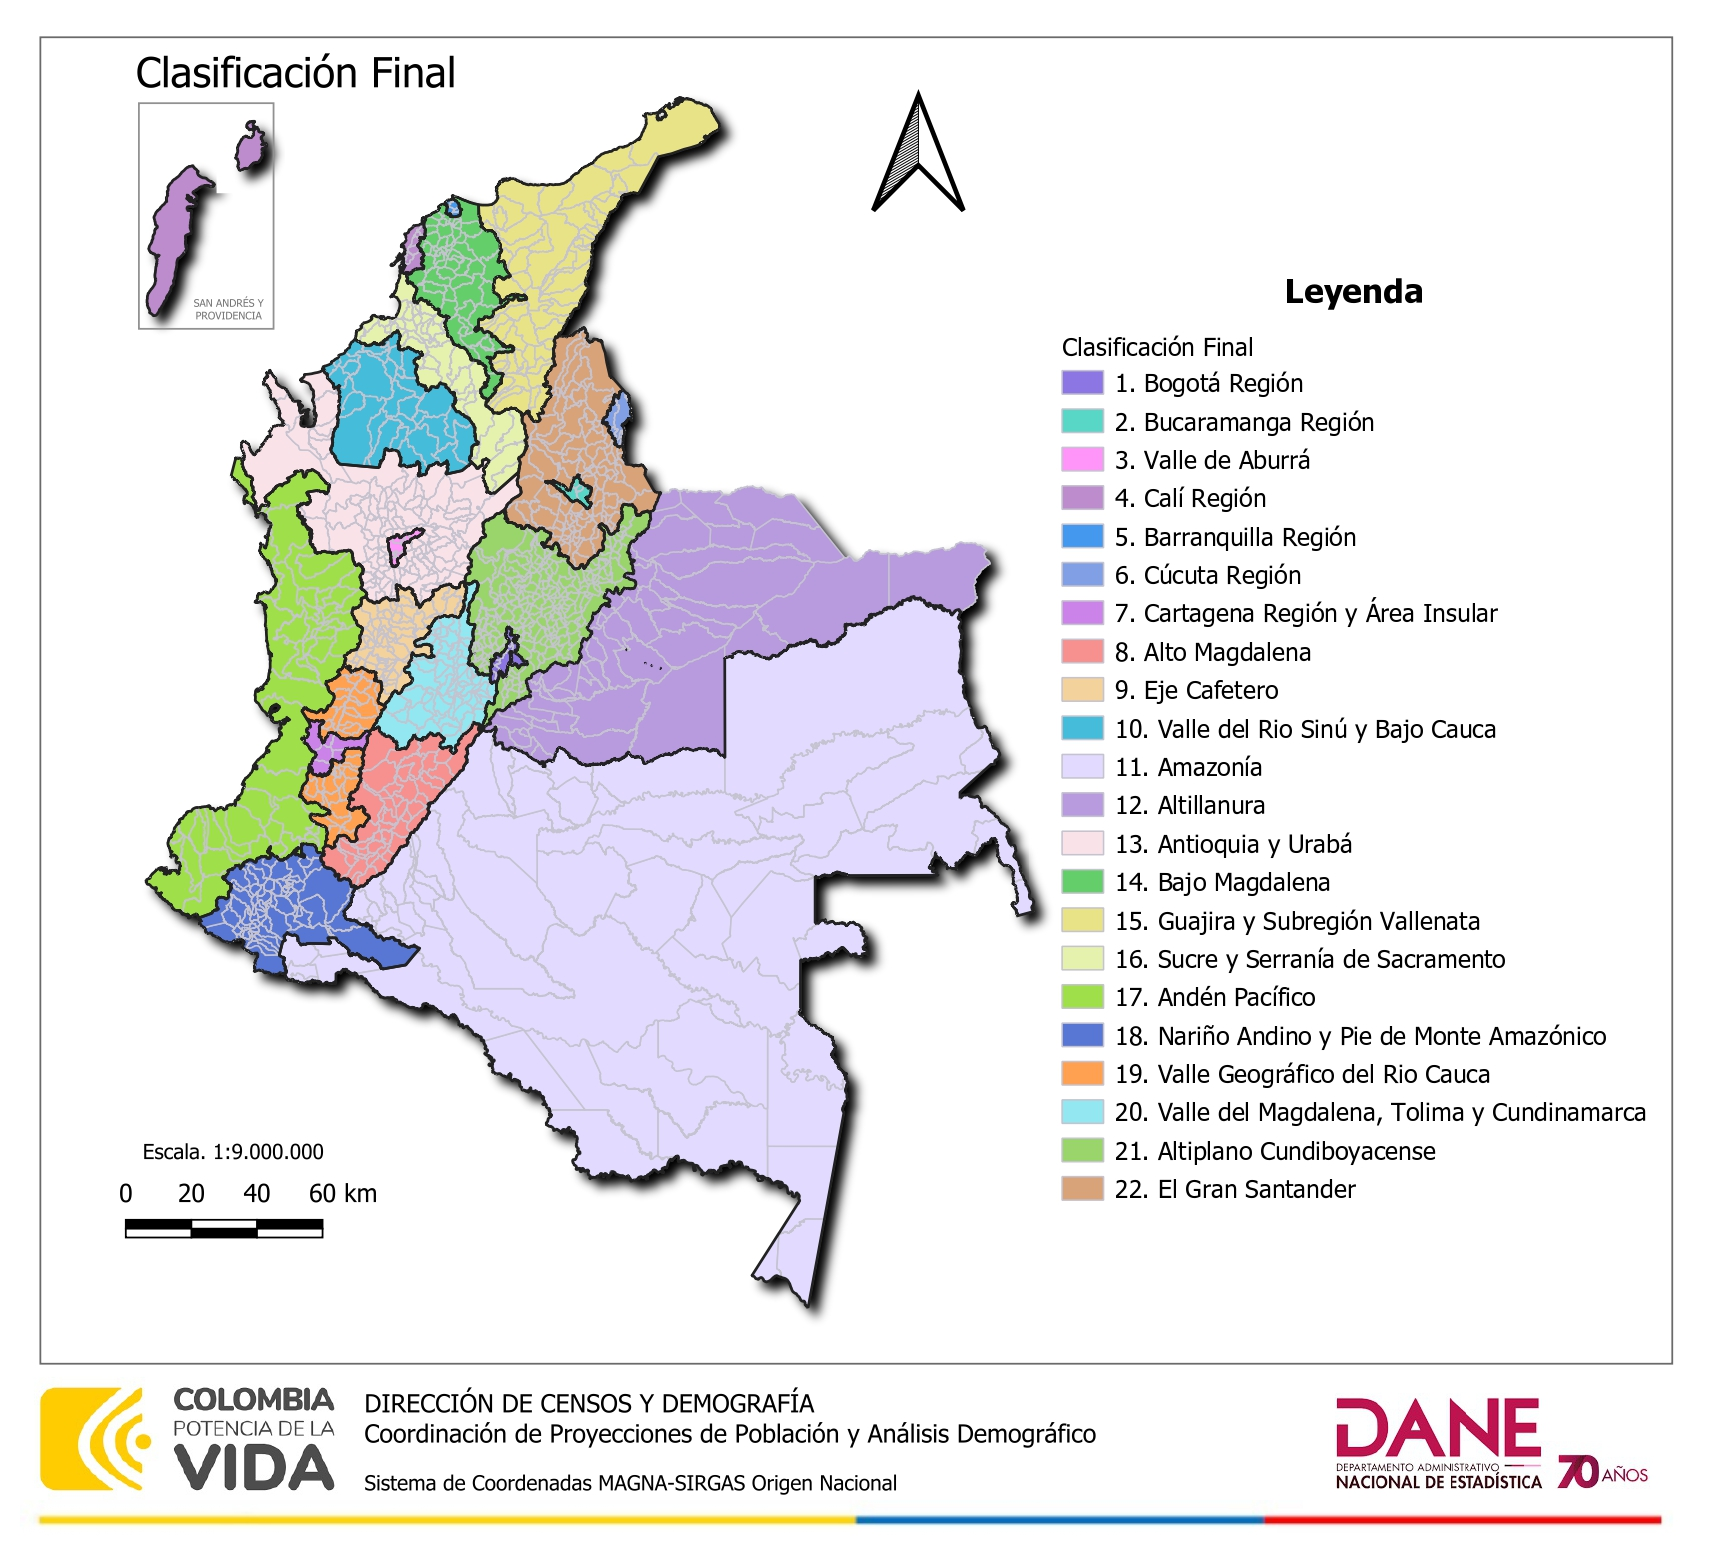 Clasificación Final
SAN ANDRÉS Y
PROVIDENCIA
Leyenda
Clasificación Final
1. Bogotá Región
2. Bucaramanga Región
3. Valle de Aburrá
4. Calí Región
5. Barranquilla Región
6. Cúcuta Región
7. Cartagena Región y Área Insular
8. Alto Magdalena
9. Eje Cafetero
10. Valle del Rio Sinú y Bajo Cauca
11. Amazonía
12. Altillanura
13. Antioquia y Urabá
14. Bajo Magdalena
15. Guajira y Subregión Vallenata
16. Sucre y Serranía de Sacramento
17. Andén Pacífico
18. Nariño Andino y Pie de Monte Amazónico
19. Valle Geográfico del Rio Cauca
20. Valle del Magdalena, Tolima y Cundinamarca
21. Altiplano Cundiboyacense
22. El Gran Santander
Escala. 1:9.000.000
0 20 40 60 km
COLOMBIA
POTENCIA DE LA
VIDA
DIRECCIÓN DE CENSOS Y DEMOGRAFÍA
Coordinación de Proyecciones de Población y Análisis Demográfico
Sistema de Coordenadas MAGNA-SIRGAS Origen Nacional
DANE
DEPARTAMENTO ADMINISTRATIVO
NACIONAL DE ESTADÍSTICA
70 AÑOS